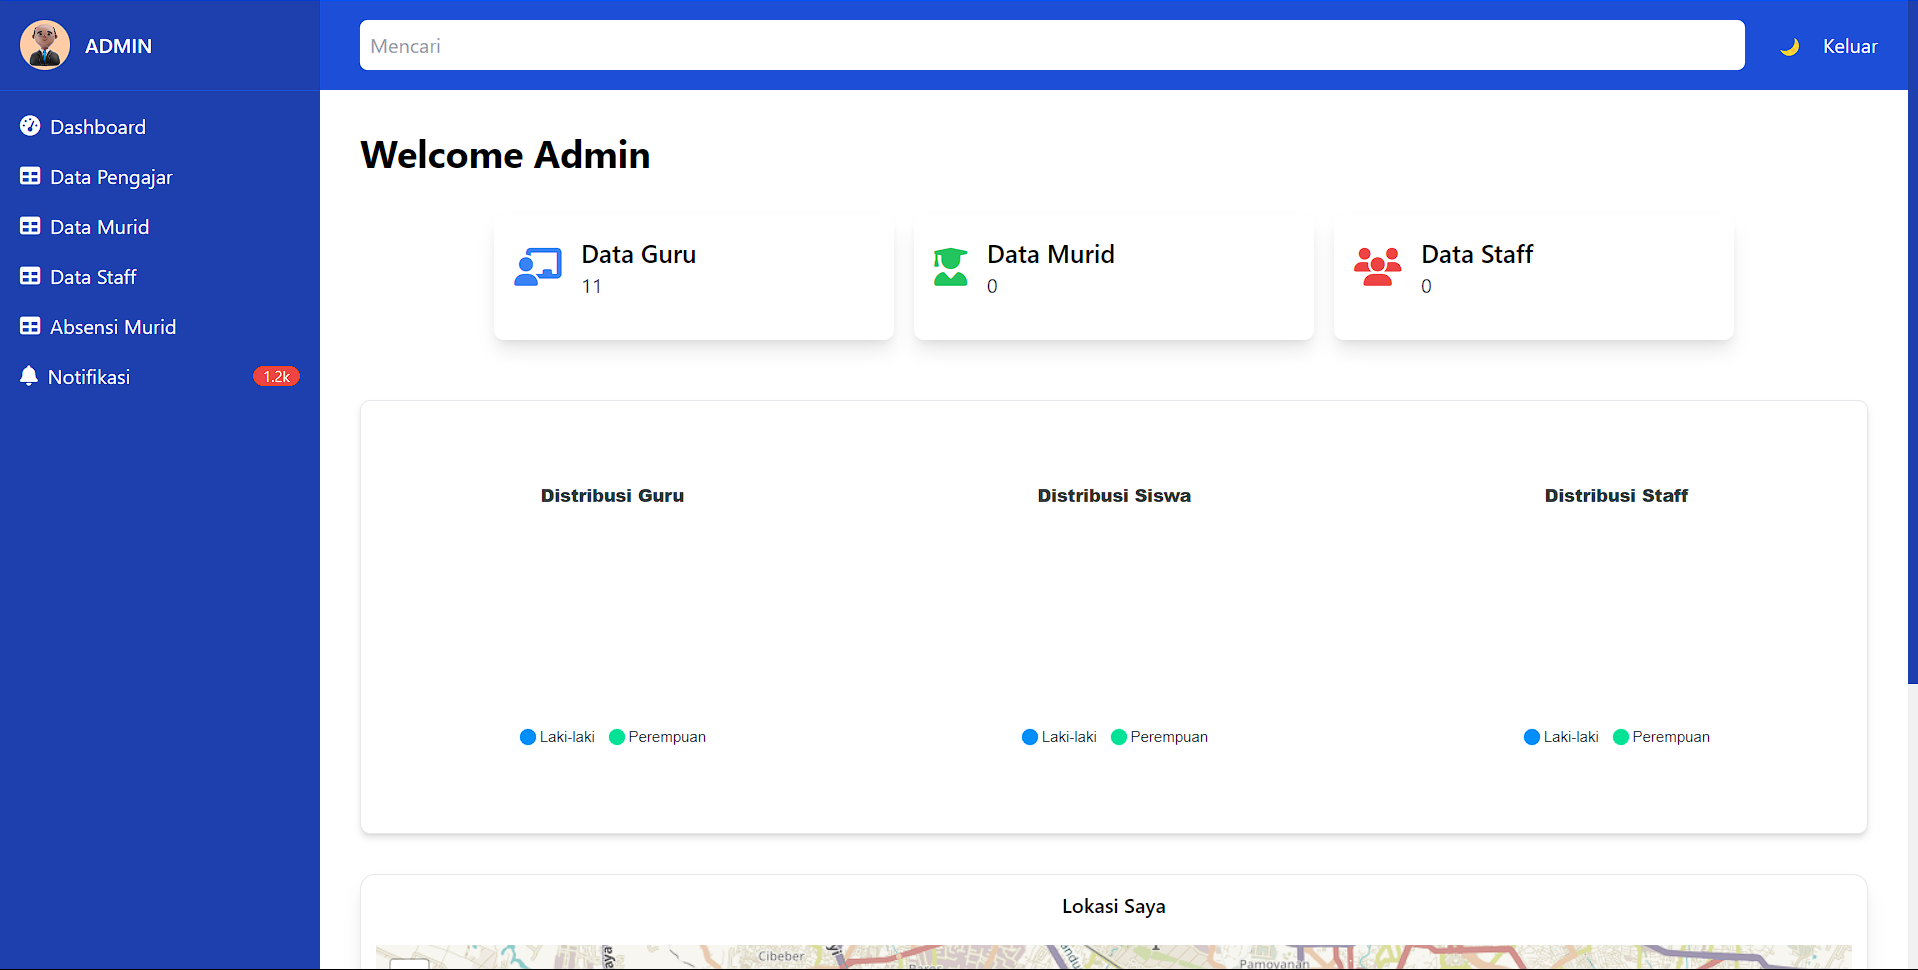 ADMIN
Mencari
Keluar
Dashboard
Data Pengajar
Data Murid
Data Staff
Absensi Murid
Notifikasi
1.2k
Welcome Admin
Data Guru
11
Data Murid
0
Data Staff
0
Distribusi Guru
Laki-laki
Perempuan
Distribusi Siswa
Laki-laki
Perempuan
Distribusi Staff
Laki-laki
Perempuan
Lokasi Saya
Cibeber
Pamoyanan